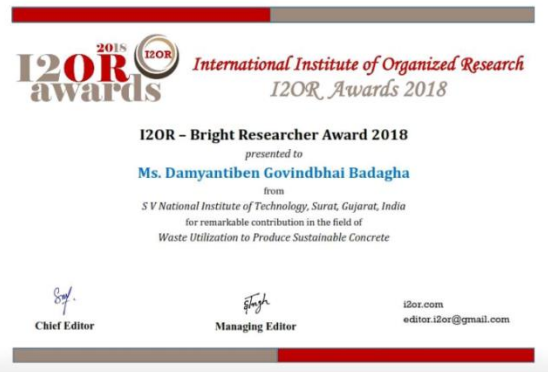 2018
I2OR
awards
I2OR
International Institute of Organized Research
I2OR Awards 2018
I2OR – Bright Researcher Award 2018
presented to
Ms. Damyantiben Govindbhai Badagha
from
S V National Institute of Technology, Surat, Gujarat, India
for remarkable contribution in the field of
Waste Utilization to Produce Sustainable Concrete
Chief Editor
Managing Editor
i2or.com
editor.i2or@gmail.com